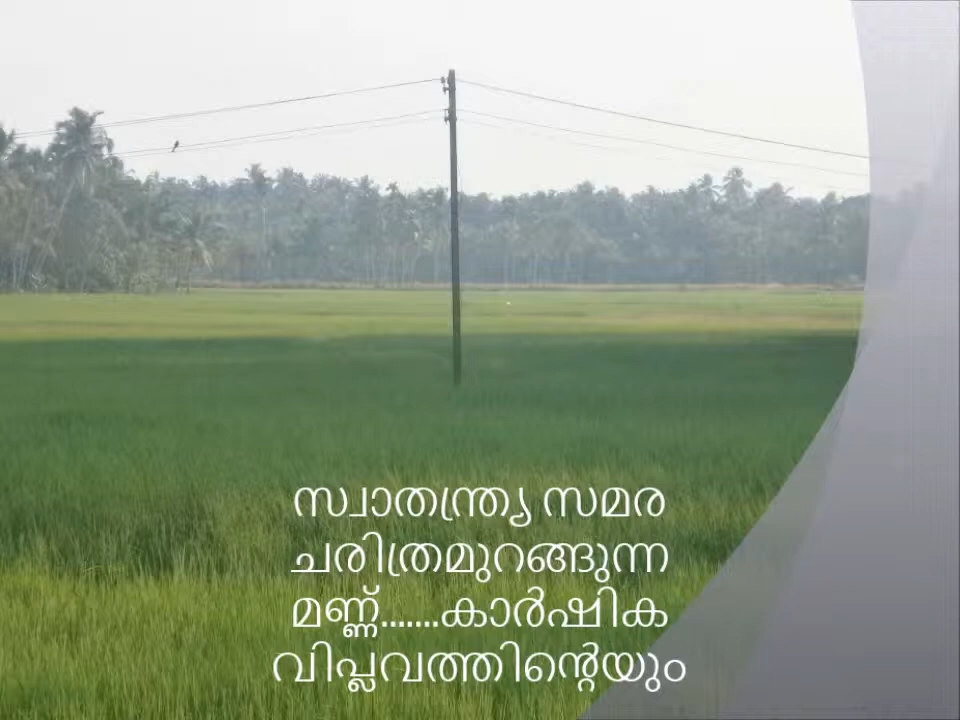 സ്വാതന്ത്ര്യ സമര
ചരിത്രമുറങ്ങുന്ന
മണ്ണ്.......കാർഷിക
വിപ്ലവത്തിന്റെയും